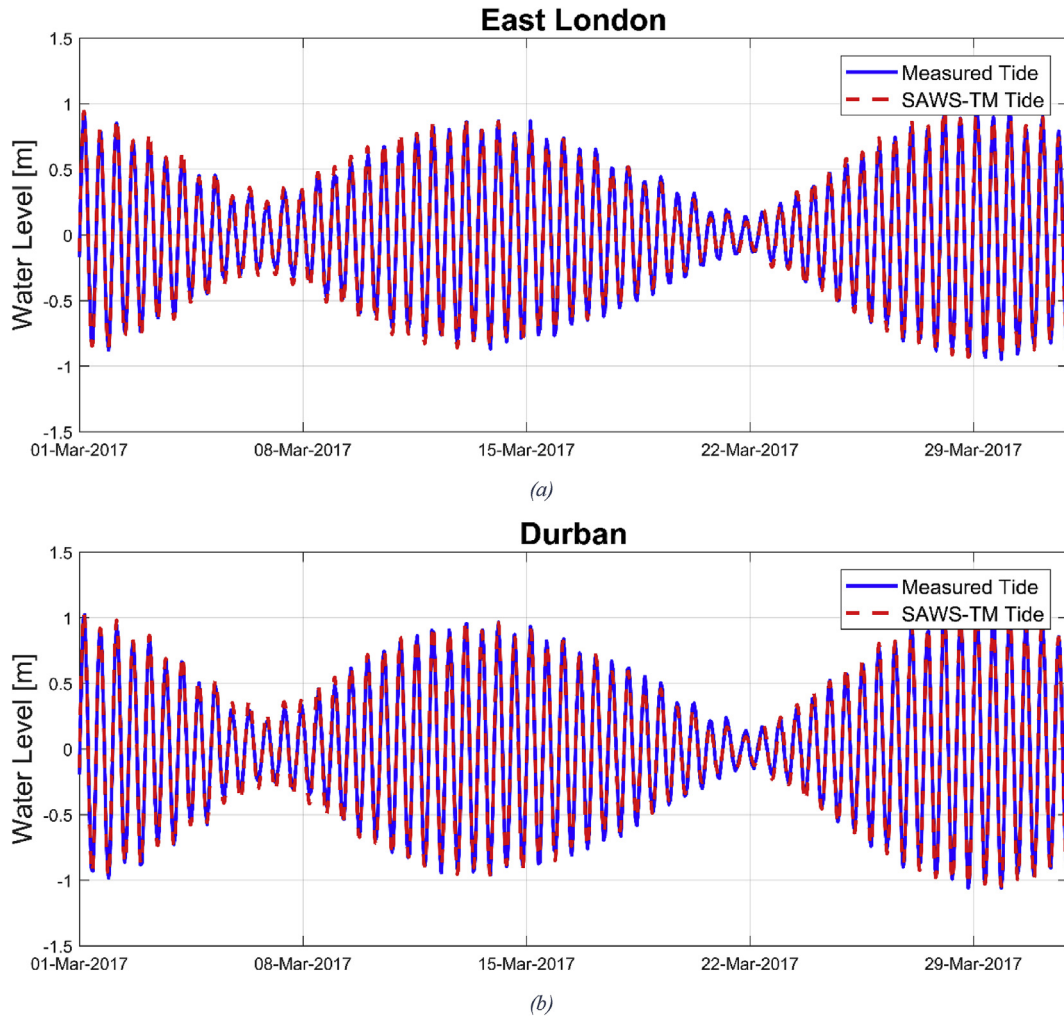 East London
1.5
Measured Tide
SAWS-TM Tide
1
0.5
0
-0.5
-1
-1.5
Water Level [m]
01-Mar-2017 08-Mar-2017 15-Mar-2017 22-Mar-2017 29-Mar-2017
(a)
Durban
1.5
Measured Tide
SAWS-TM Tide
1
0.5
0
-0.5
-1
-1.5
Water Level [m]
01-Mar-2017 08-Mar-2017 15-Mar-2017 22-Mar-2017 29-Mar-2017
(b)